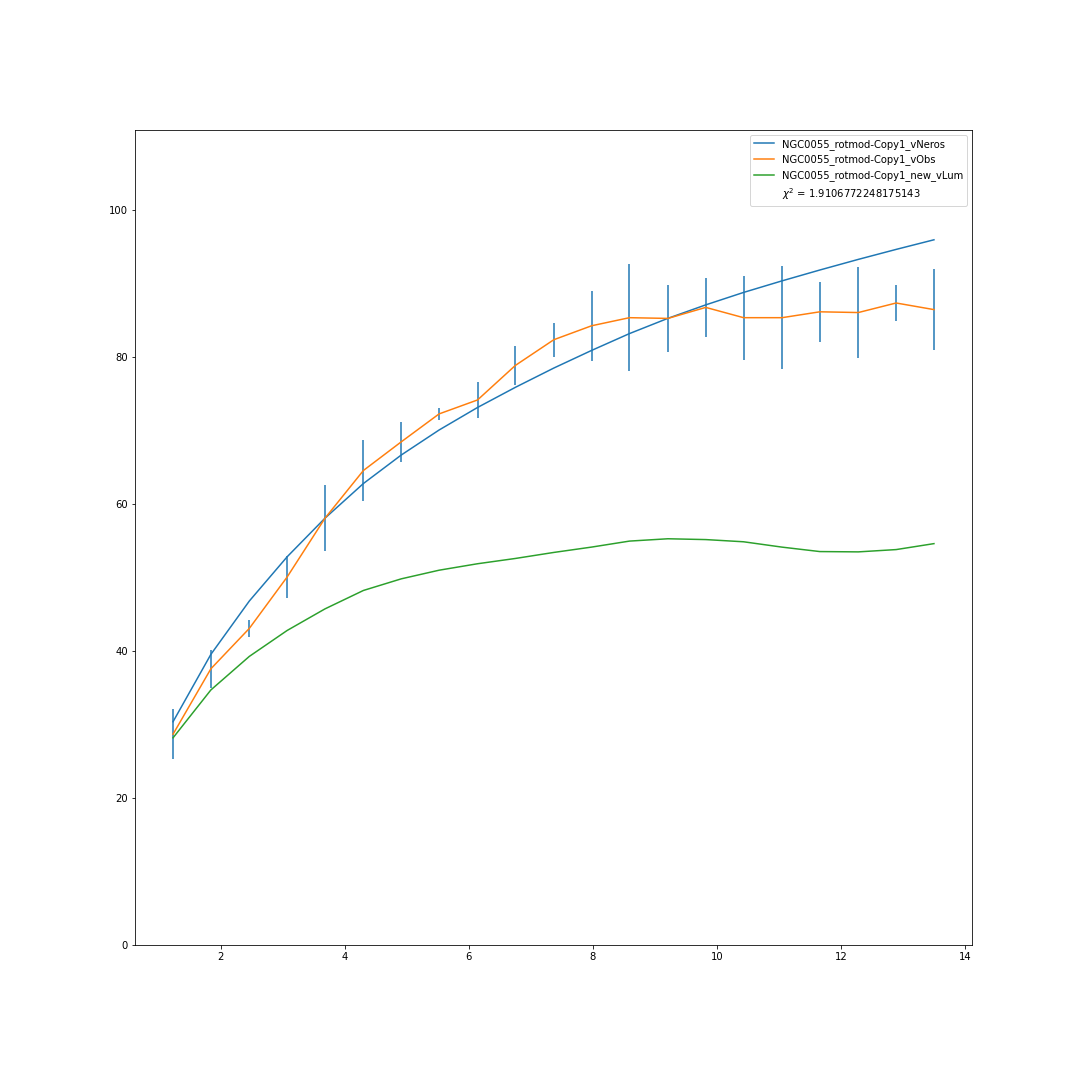 NGC0055_rotmod-Copy1_vNeros
NGC0055_rotmod-Copy1_vObs
NGC0055_rotmod-Copy1_new_vLum
χ² = 1.9106772248175143
100
80
60
40
20
0
2 4 6 8 10 12 14